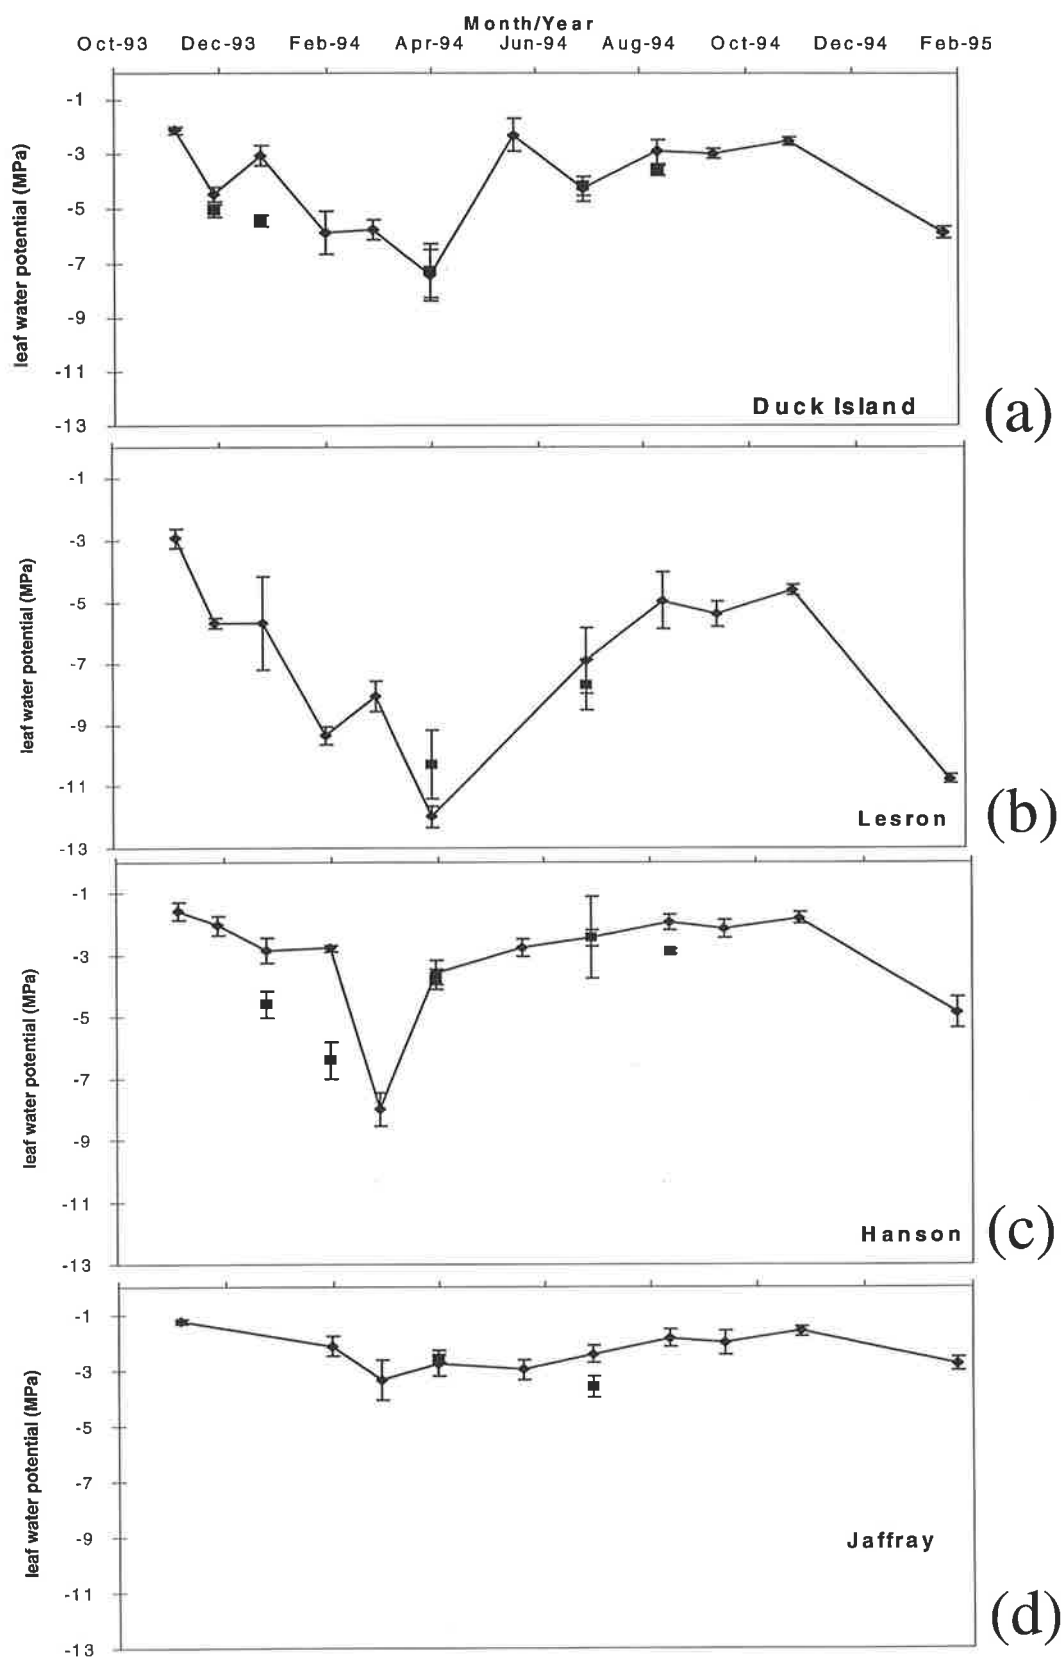 Month/Year
Oct-93 Dec-93 Feb-94 Apr-94 Jun-94 Aug-94 Oct-94 Dec-94 Feb-95
leaf water potential (MPa)
-1
-3
-5
-7
-9
-11
-13
Duck Island
(a)
leaf water potential (MPa)
-1
-3
-5
-7
-9
-11
-13
Lesron
(b)
leaf water potential (MPa)
-1
-3
-5
-7
-9
-11
-13
Hanson
(c)
leaf water potential (MPa)
-1
-3
-5
-7
-9
-11
-13
Jaffray
(d)